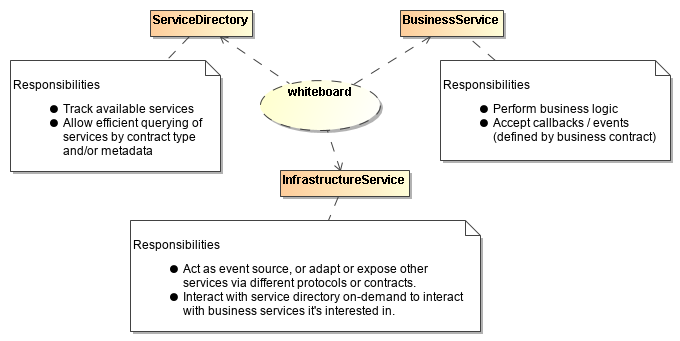 ServiceDirectory
BusinessService
Responsibilities
● Track available services
● Allow efficient querying of
services by contract type
and/or metadata
whiteboard
Responsibilities
● Perform business logic
● Accept callbacks / events
(defined by business contract)
InfrastructureService
Responsibilities
● Act as event source, or adapt or expose other
services via different protocols or contracts.
● Interact with service directory on-demand to interact
with business services it's interested in.